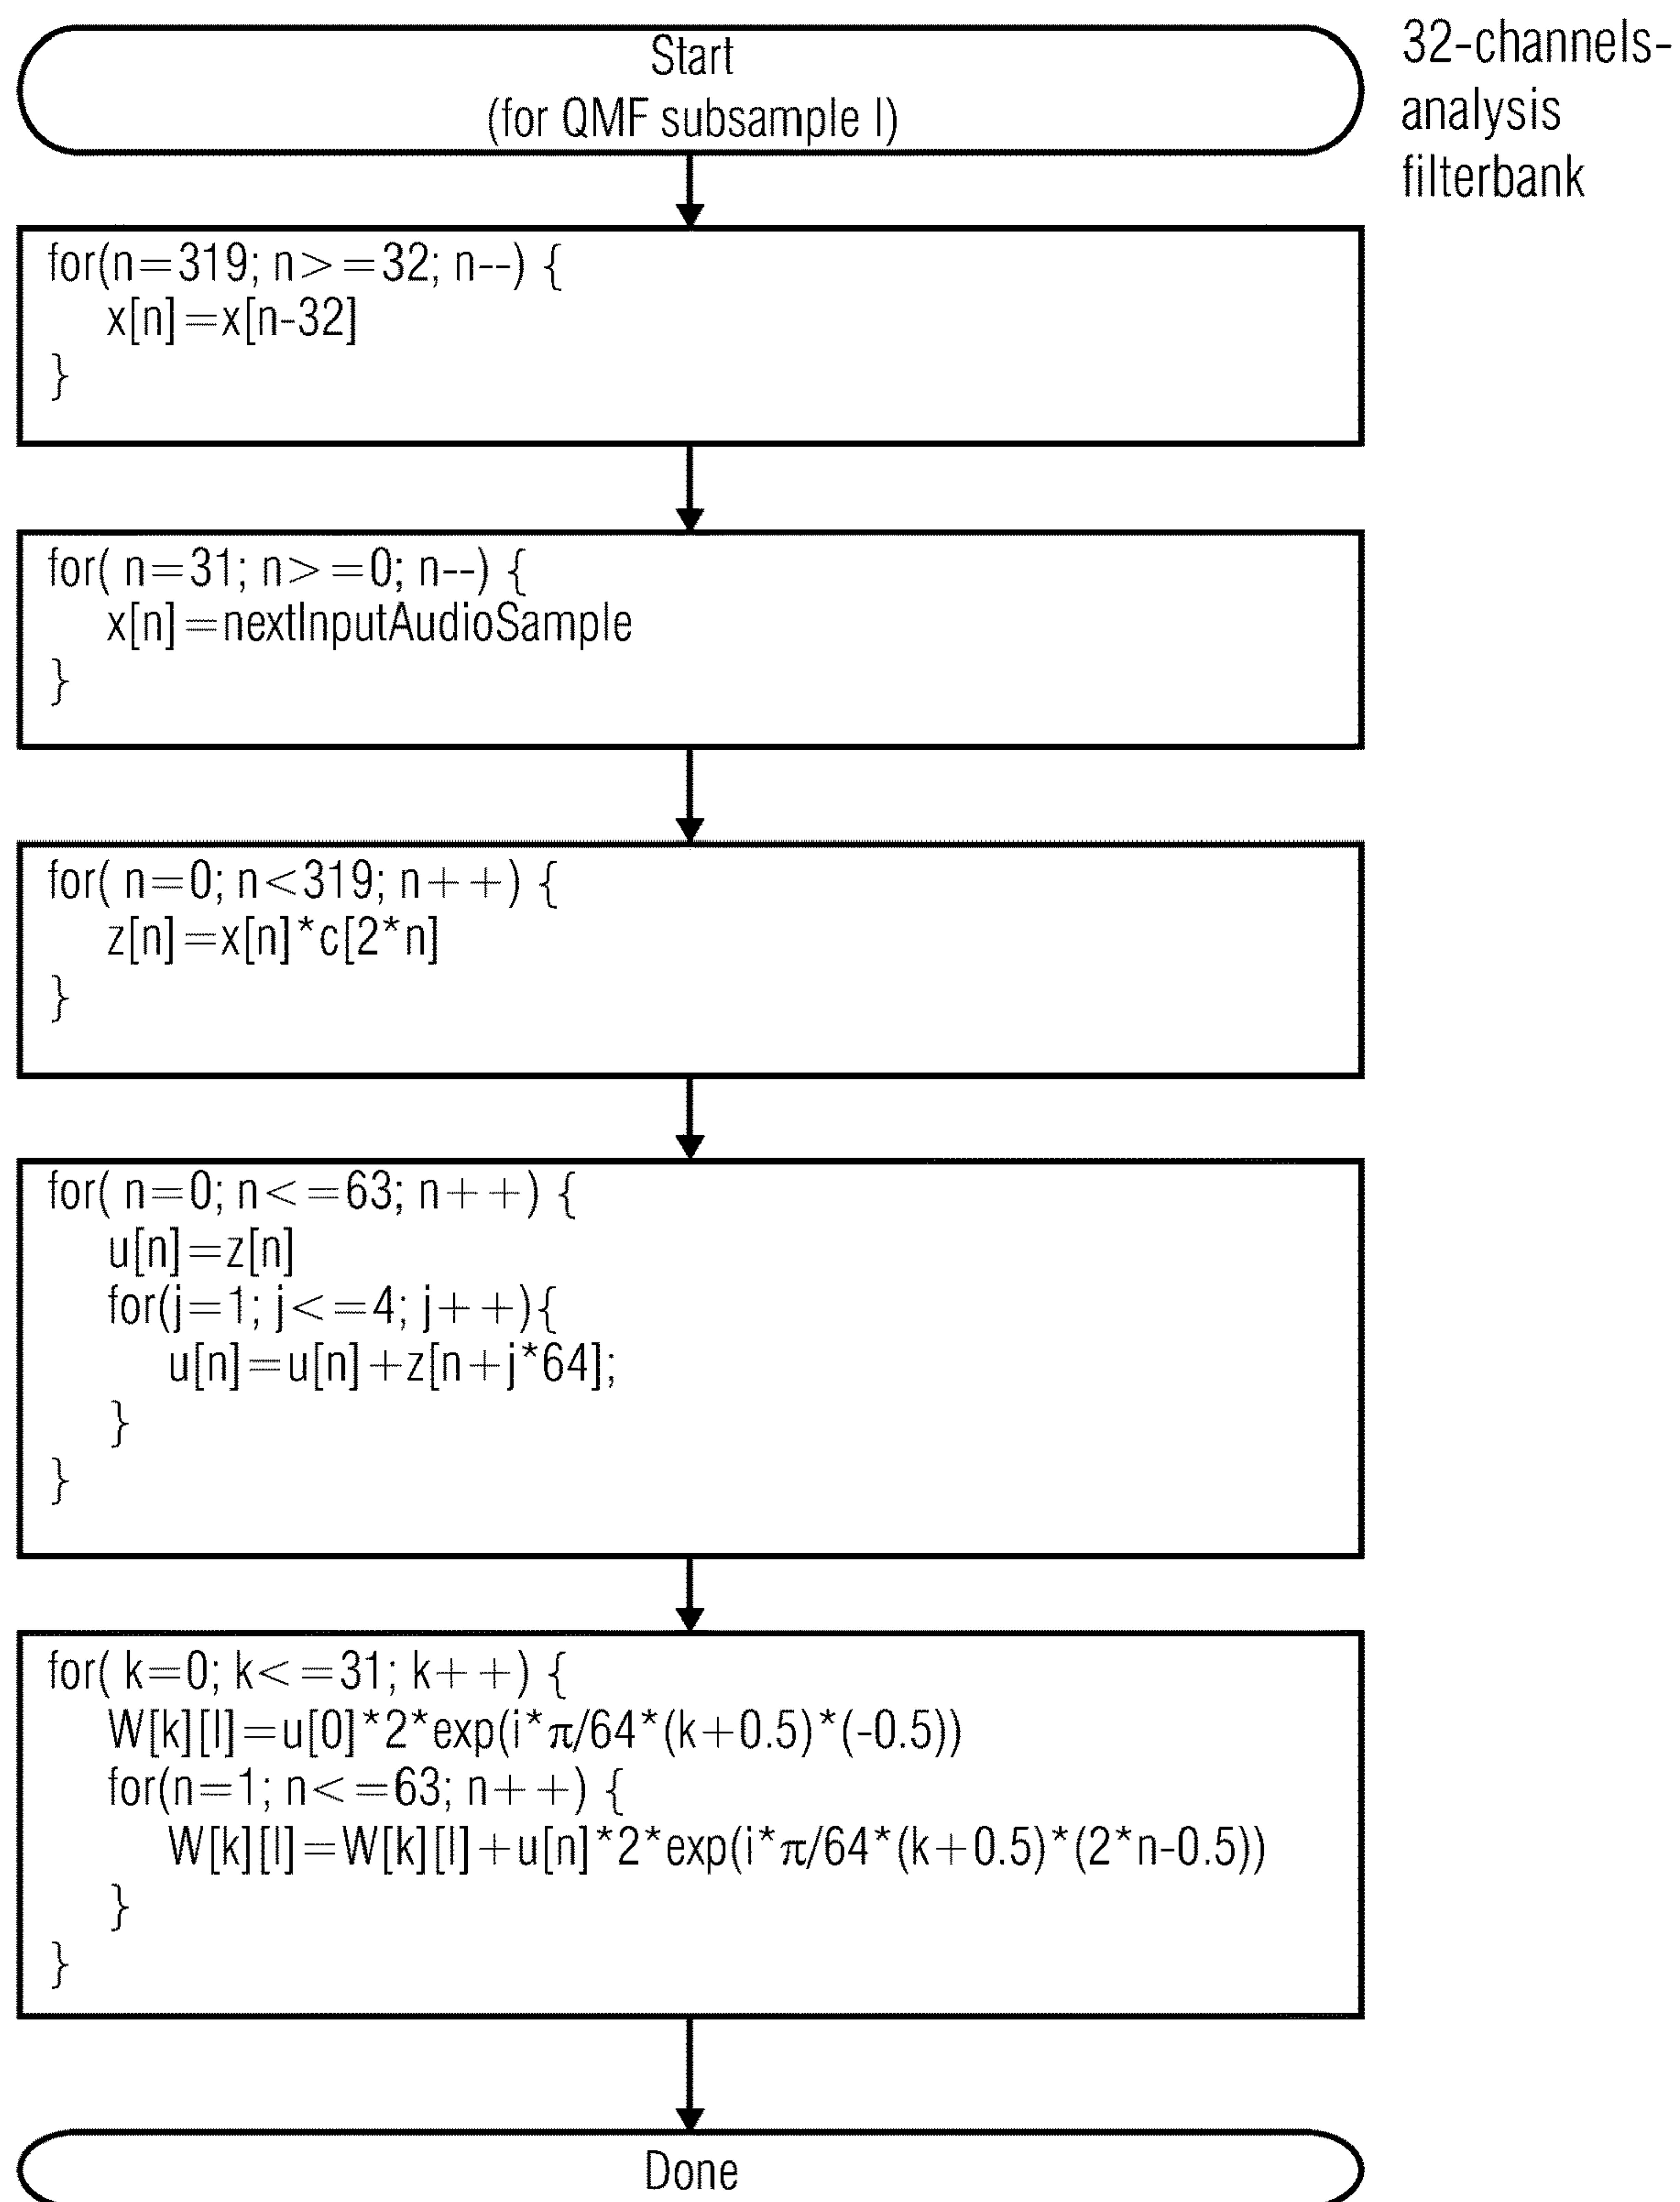 Start
(for QMF subsample l)
32-channels-
analysis
filterbank
for(n=319; n>=32; n--) {
x[n]=x[n-32]
}
for( n=31; n>=0; n--) {
x[n]=nextInputAudioSample
}
for( n=0; n<319; n++) {
z[n]=x[n]*c[2*n]
}
for( n=0; n<=63; n++) {
u[n]=z[n]
for(j=1; j<=4; j++){
u[n]=u[n]+z[n+j*64];
}
}
for( k=0; k<=31; k++) {
W[k][l]=u[0]*2*exp(i*π/64*(k+0.5)*(-0.5))
for(n=1; n<=63; n++) {
W[k][l]=W[k][l]+u[n]*2*exp(i*π/64*(k+0.5)*(2*n-0.5))
}
}
Done